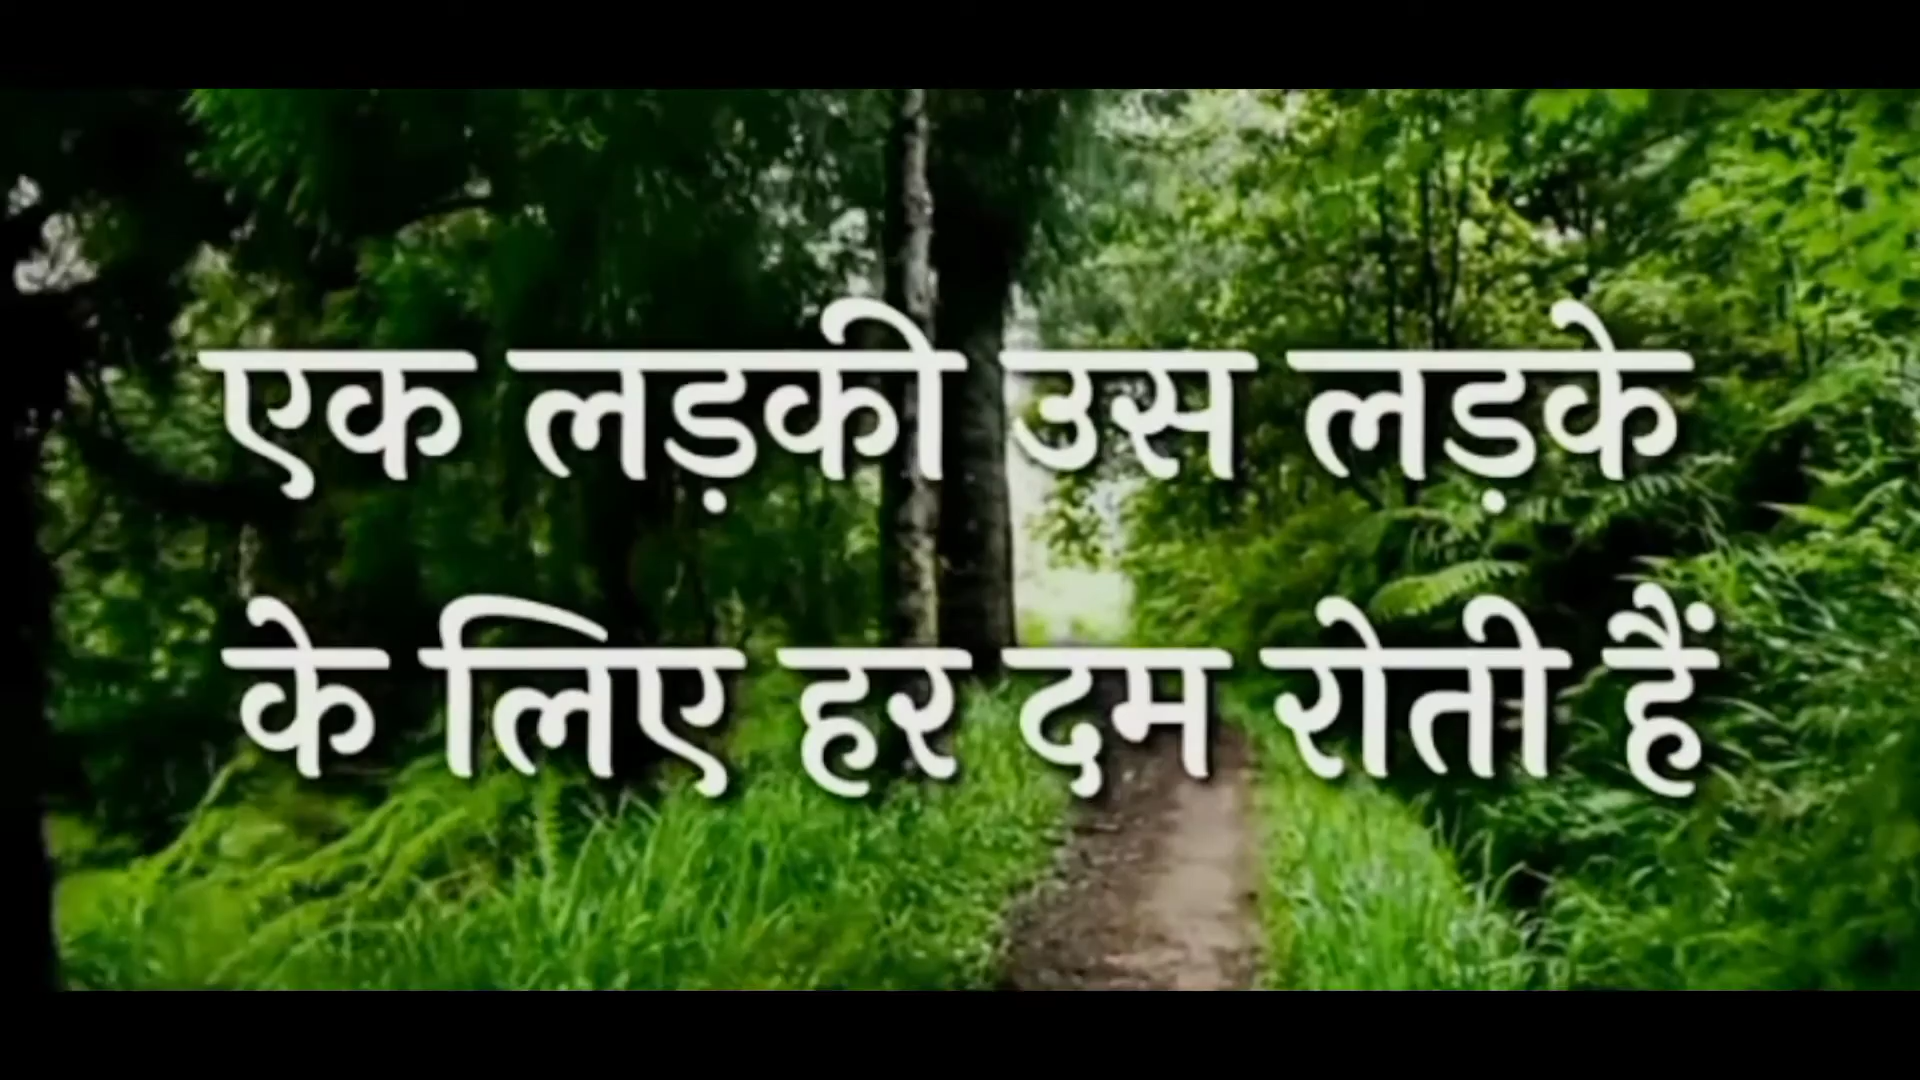 एक लड़की उस लड़के
के लिए हर दम रोती हैं